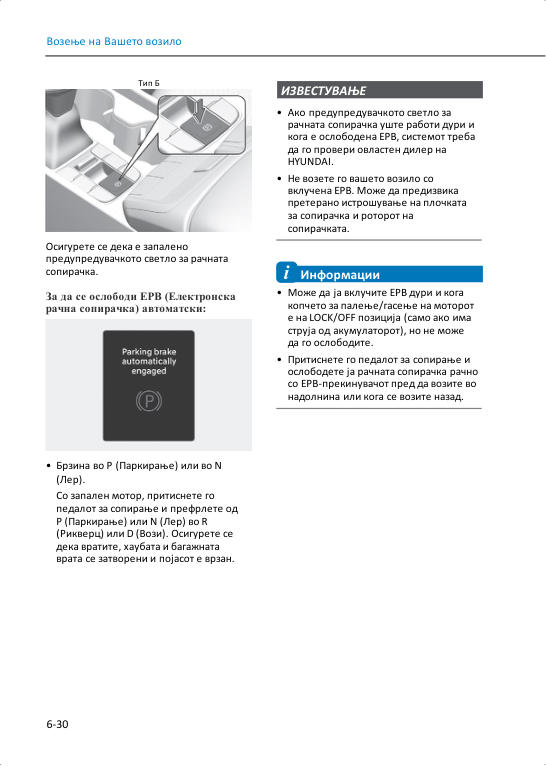 Возење на Вашето возило
Тип Б
Осигурете се дека е запалено
предупредувачкото светло за рачната
сопирачка.
За да се ослободи EPB (Електронска
рачна сопирачка) автоматски:
Parking brake
automatically
engaged
P
• Брзина во P (Паркирање) или во N
(Лер).
Со запален мотор, притиснете го
педалот за сопирање и префрлете од
P (Паркирање) или N (Лер) во R
(Рикверц) или D (Вози). Осигурете се
дека вратите, хаубата и багажната
врата се затворени и појасот е врзан.
ИЗВЕСТУВАЊЕ
• Ако предупредувачкото светло за
рачната сопирачка уште работи дури и
кога е ослободена EPB, системот треба
да го провери овластен дилер на
HYUNDAI.
• Не возете го вашето возило со
вклучена EPB. Може да предизвика
претерано истрошување на плочката
за сопирачка и роторот на
сопирачката.
i Информации
• Може да ја вклучите EPB дури и кога
копчето за палење/гасење на моторот
е на LOCK/OFF позиција (само ако има
струја од акумулаторот), но не може
да го ослободите.
• Притиснете го педалот за сопирање и
ослободете ја рачната сопирачка рачно
со EPB-прекинувачот пред да возите во
надолнина или кога се возите назад.
6-30